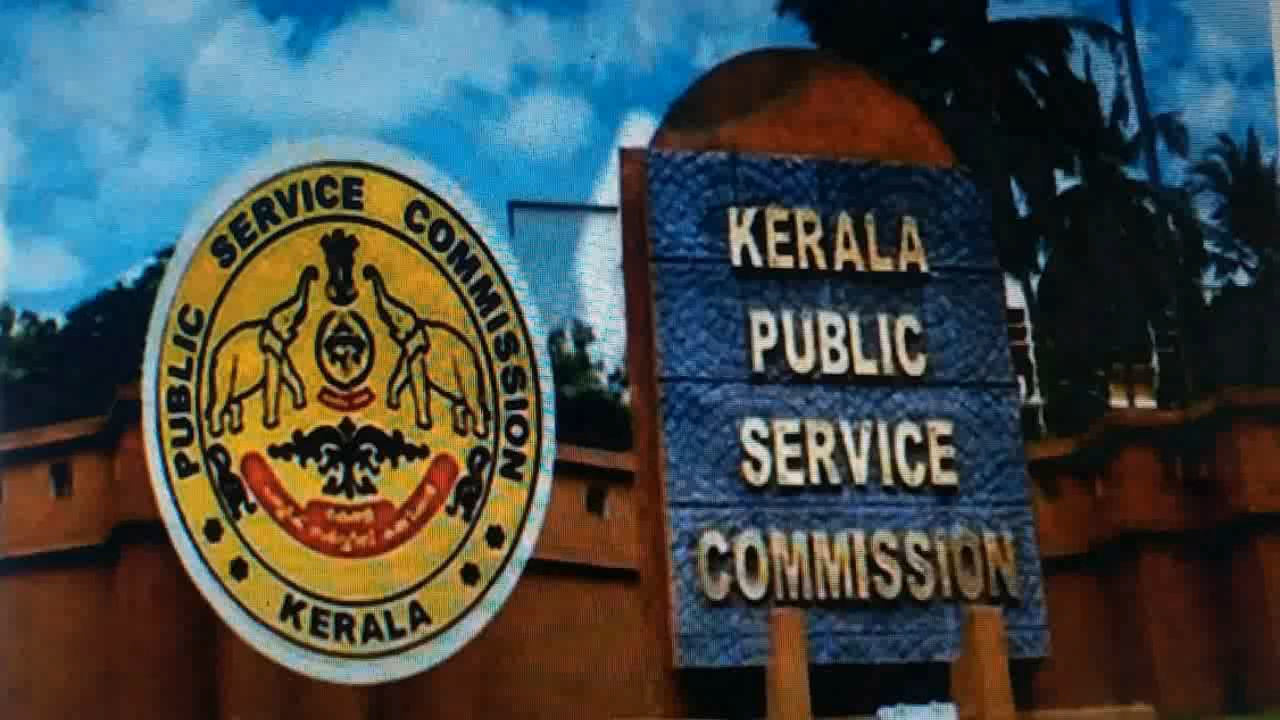 PUBLIC SERVICE COMMISSION
KERALA
KERALA
PUBLIC
SERVICE
COMMISSION